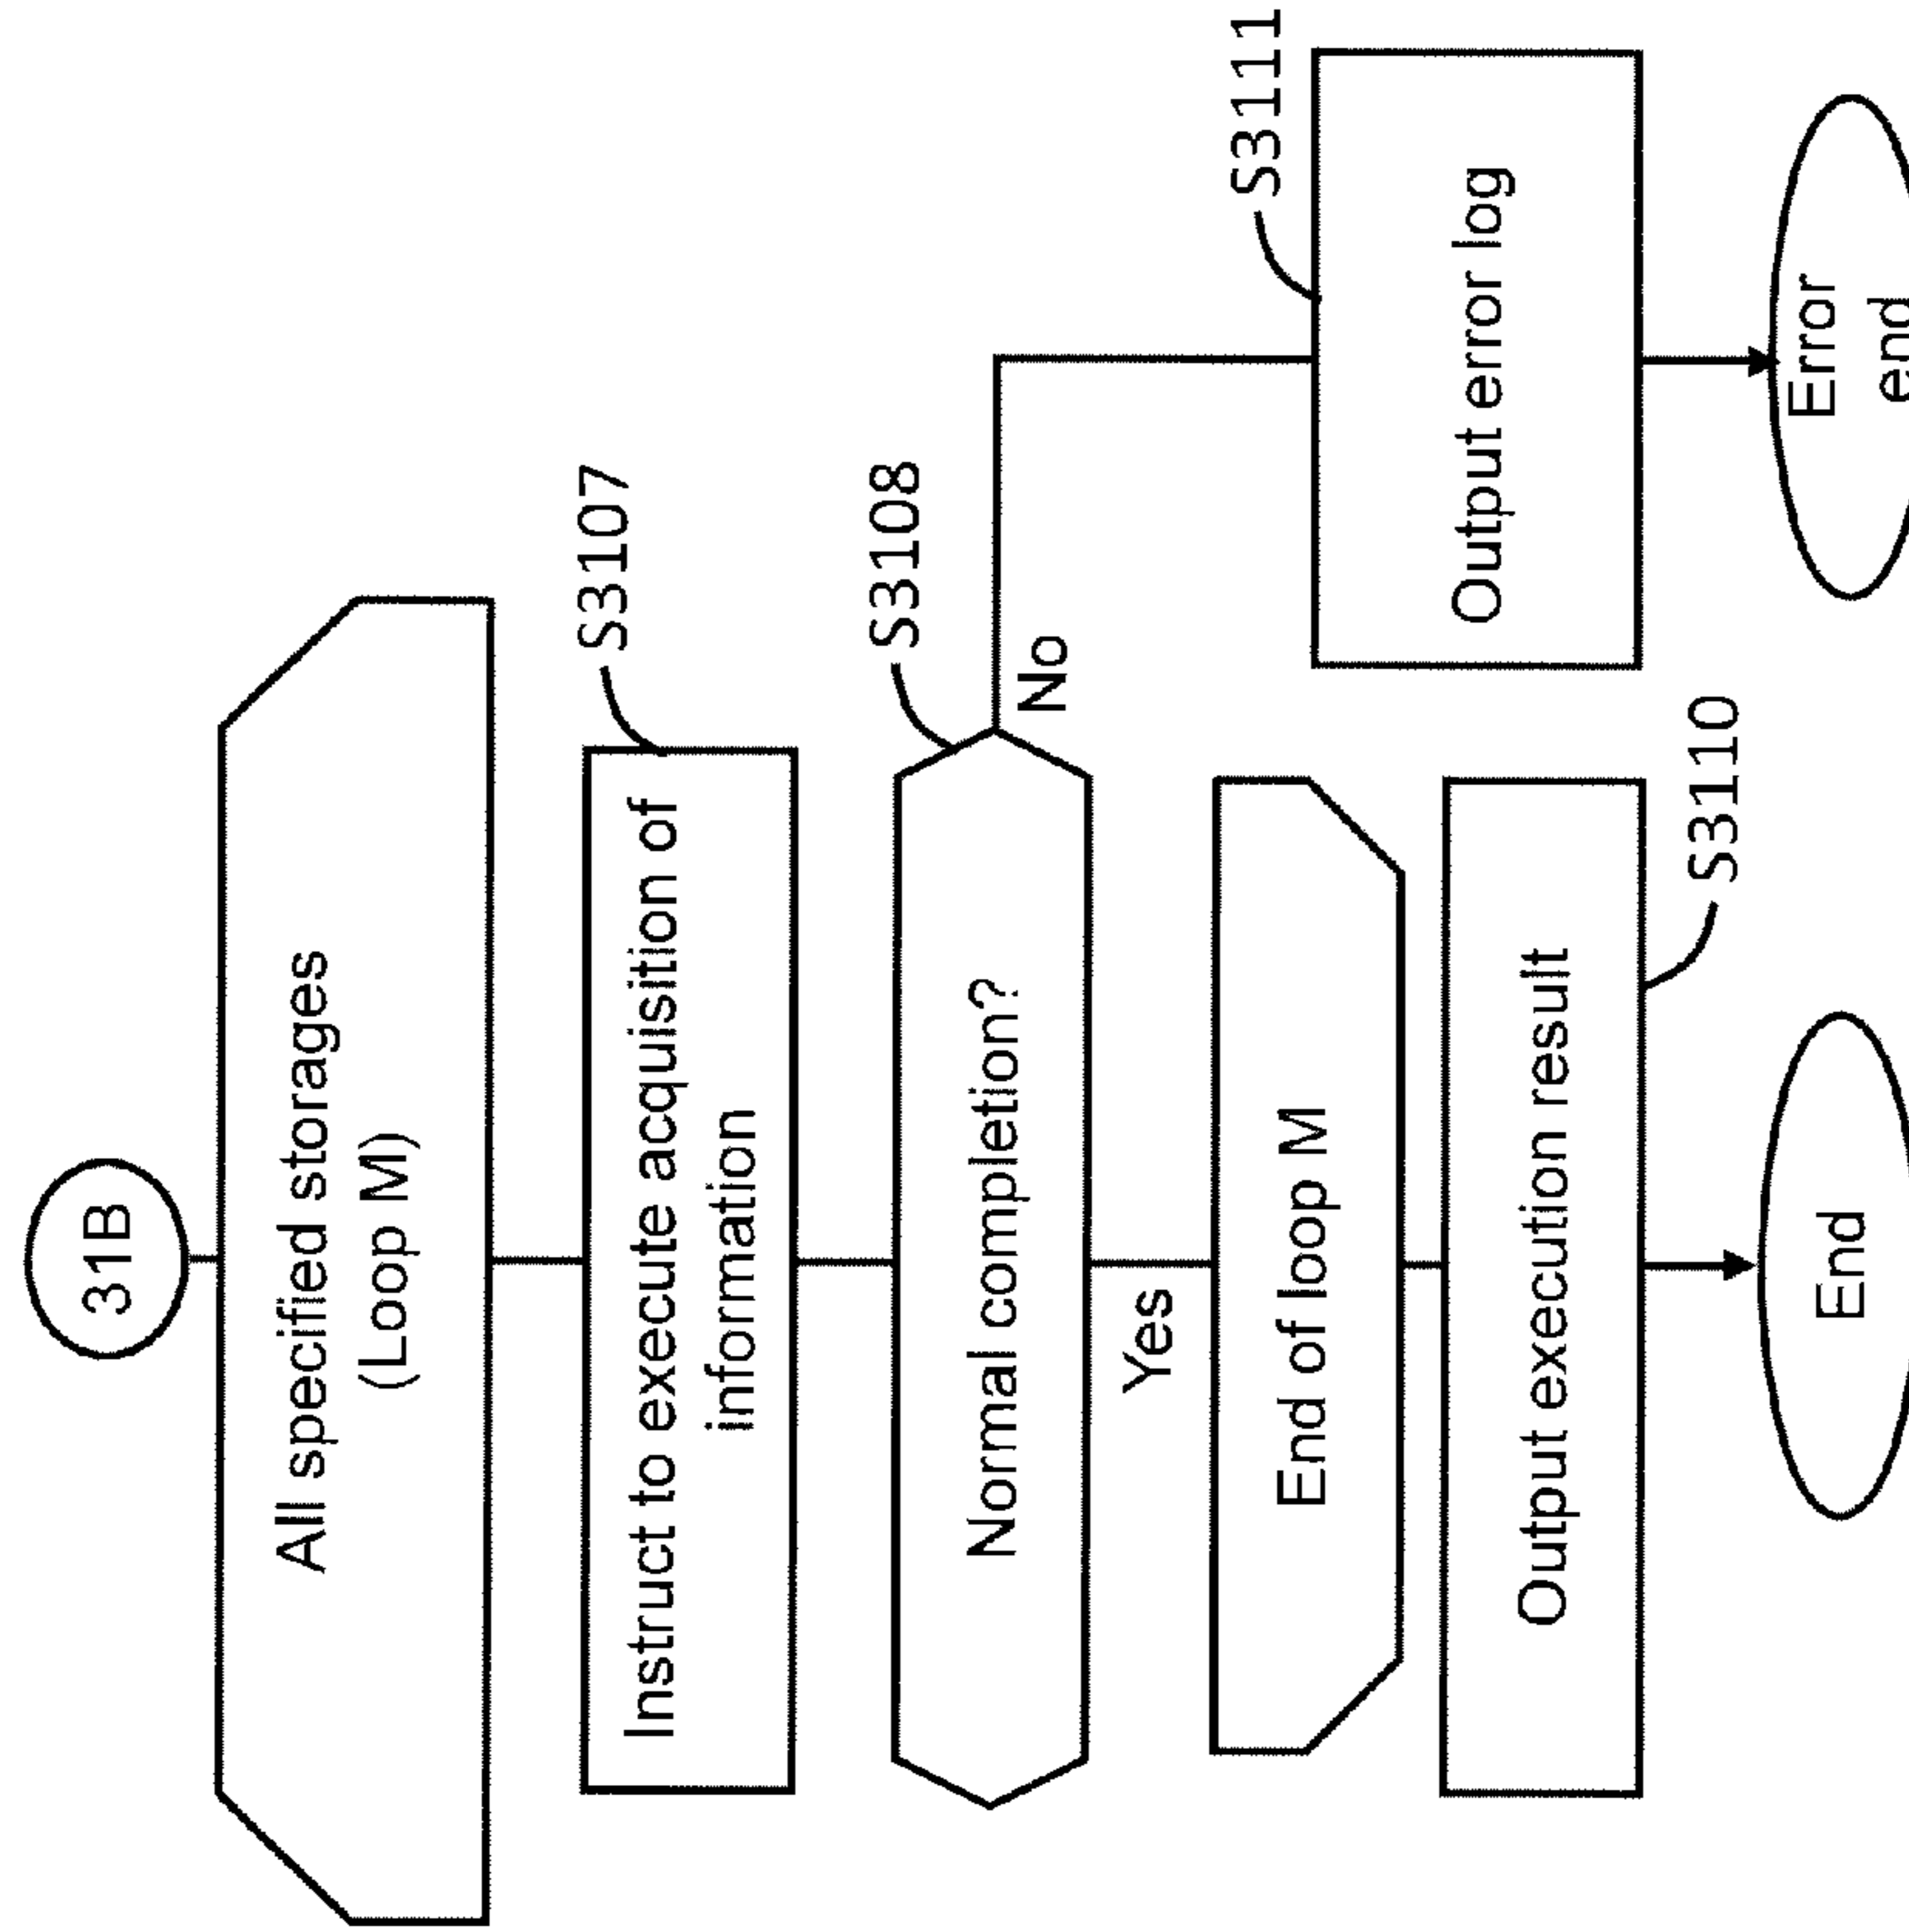 31B
All specified storages
(Loop M)
S3107
Instruct to execute acquisition of
information
S3108
Normal completion?
No
Yes
S3111
Output error log
End of loop M
Output execution result
S3110
End
Error
end